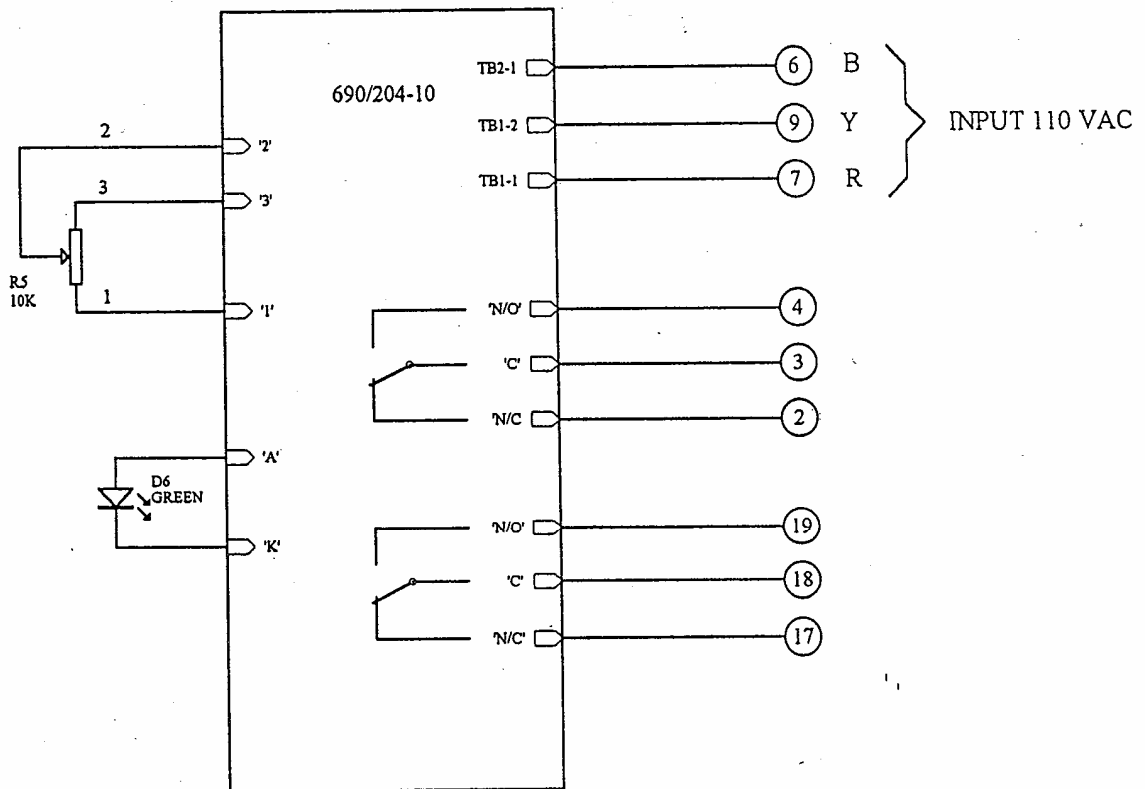 690/204-10
TB2-1 6 B
TB1-2 9 Y INPUT 110 VAC
TB1-1 7 R
2 '2'
3 '3'
R5
10K
1 '1'
'N/O' 4
'C' 3
'N/C 2
'A'
D6
GREEN
'K'
'N/O' 19
'C' 18
'N/C' 17